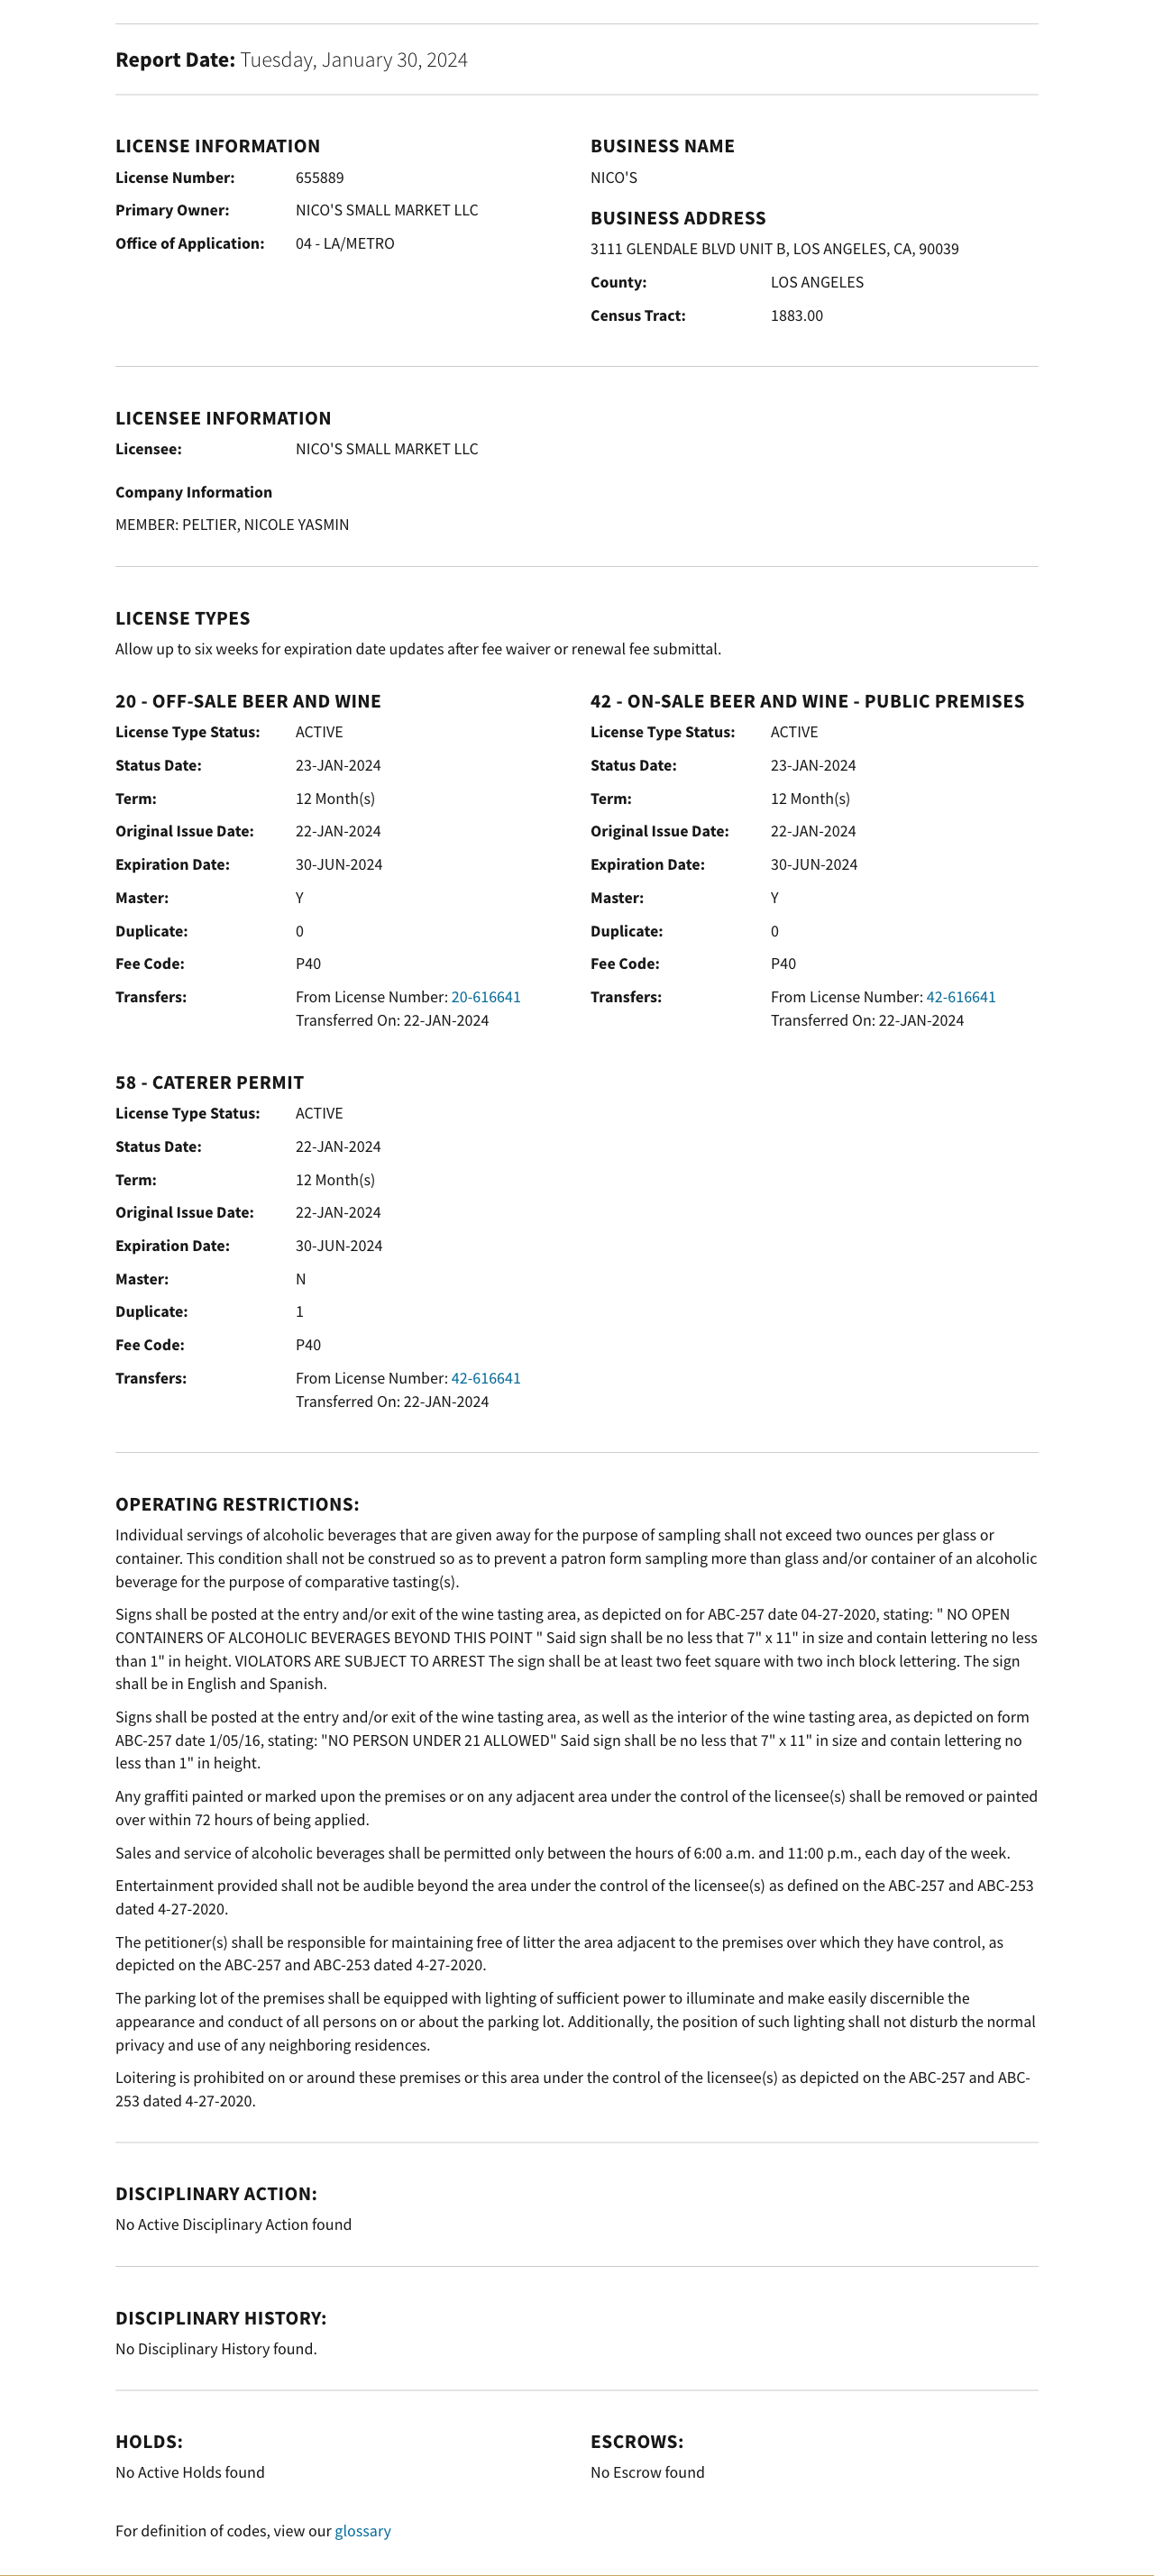 Report Date: Tuesday, January 30, 2024
LICENSE INFORMATION
License Number: 655889
Primary Owner: NICO'S SMALL MARKET LLC
Office of Application: 04 - LA/METRO
BUSINESS NAME
NICO'S
BUSINESS ADDRESS
3111 GLENDALE BLVD UNIT B, LOS ANGELES, CA, 90039
County: LOS ANGELES
Census Tract: 1883.00
LICENSEE INFORMATION
Licensee: NICO'S SMALL MARKET LLC
Company Information
MEMBER: PELTIER, NICOLE YASMIN
LICENSE TYPES
Allow up to six weeks for expiration date updates after fee waiver or renewal fee submittal.
20 - OFF-SALE BEER AND WINE
License Type Status: ACTIVE
Status Date: 23-JAN-2024
Term: 12 Month(s)
Original Issue Date: 22-JAN-2024
Expiration Date: 30-JUN-2024
Master: Y
Duplicate: 0
Fee Code: P40
Transfers: From License Number: 20-616641
Transferred On: 22-JAN-2024
42 - ON-SALE BEER AND WINE - PUBLIC PREMISES
License Type Status: ACTIVE
Status Date: 23-JAN-2024
Term: 12 Month(s)
Original Issue Date: 22-JAN-2024
Expiration Date: 30-JUN-2024
Master: Y
Duplicate: 0
Fee Code: P40
Transfers: From License Number: 42-616641
Transferred On: 22-JAN-2024
58 - CATERER PERMIT
License Type Status: ACTIVE
Status Date: 22-JAN-2024
Term: 12 Month(s)
Original Issue Date: 22-JAN-2024
Expiration Date: 30-JUN-2024
Master: N
Duplicate: 1
Fee Code: P40
Transfers: From License Number: 42-616641
Transferred On: 22-JAN-2024
OPERATING RESTRICTIONS:
Individual servings of alcoholic beverages that are given away for the purpose of sampling shall not exceed two ounces per glass or
container. This condition shall not be construed so as to prevent a patron form sampling more than glass and/or container of an alcoholic
beverage for the purpose of comparative tasting(s).
Signs shall be posted at the entry and/or exit of the wine tasting area, as depicted on for ABC-257 date 04-27-2020, stating: " NO OPEN
CONTAINERS OF ALCOHOLIC BEVERAGES BEYOND THIS POINT " Said sign shall be no less that 7" x 11" in size and contain lettering no less
than 1" in height. VIOLATORS ARE SUBJECT TO ARREST The sign shall be at least two feet square with two inch block lettering. The sign
shall be in English and Spanish.
Signs shall be posted at the entry and/or exit of the wine tasting area, as well as the interior of the wine tasting area, as depicted on form
ABC-257 date 1/05/16, stating: "NO PERSON UNDER 21 ALLOWED" Said sign shall be no less that 7" x 11" in size and contain lettering no
less than 1" in height.
Any graffiti painted or marked upon the premises or on any adjacent area under the control of the licensee(s) shall be removed or painted
over within 72 hours of being applied.
Sales and service of alcoholic beverages shall be permitted only between the hours of 6:00 a.m. and 11:00 p.m., each day of the week.
Entertainment provided shall not be audible beyond the area under the control of the licensee(s) as defined on the ABC-257 and ABC-253
dated 4-27-2020.
The petitioner(s) shall be responsible for maintaining free of litter the area adjacent to the premises over which they have control, as
depicted on the ABC-257 and ABC-253 dated 4-27-2020.
The parking lot of the premises shall be equipped with lighting of sufficient power to illuminate and make easily discernible the
appearance and conduct of all persons on or about the parking lot. Additionally, the position of such lighting shall not disturb the normal
privacy and use of any neighboring residences.
Loitering is prohibited on or around these premises or this area under the control of the licensee(s) as depicted on the ABC-257 and ABC-
253 dated 4-27-2020.
DISCIPLINARY ACTION:
No Active Disciplinary Action found
DISCIPLINARY HISTORY:
No Disciplinary History found.
HOLDS:
No Active Holds found
ESCROWS:
No Escrow found
For definition of codes, view our glossary